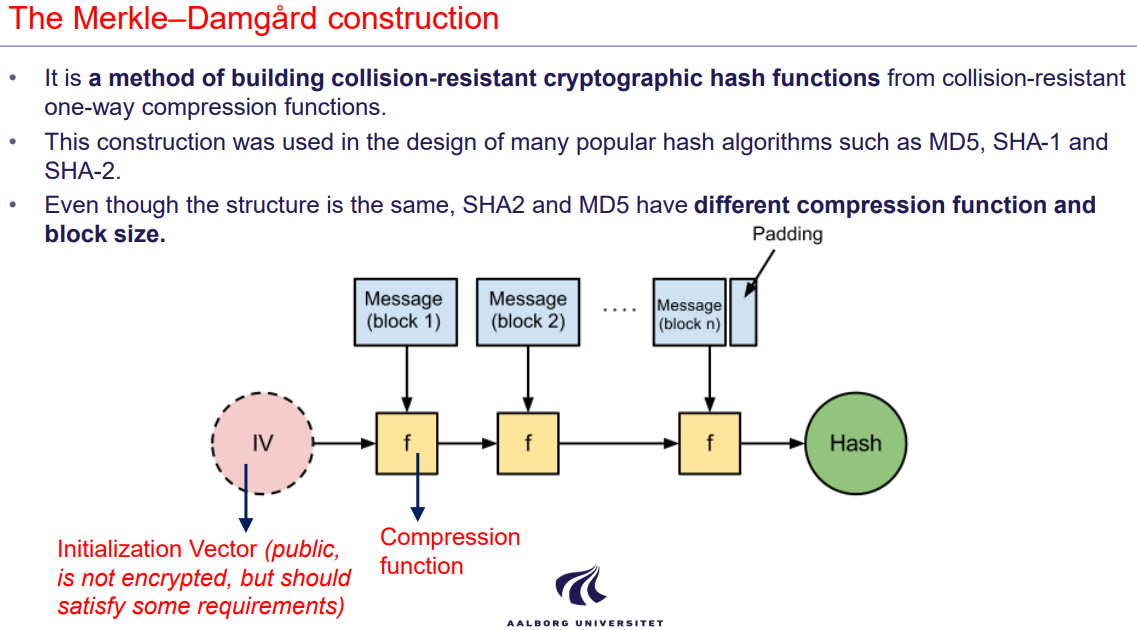 The Merkle–Damgård construction
• It is a method of building collision-resistant cryptographic hash functions from collision-resistant
one-way compression functions.
• This construction was used in the design of many popular hash algorithms such as MD5, SHA-1 and
SHA-2.
• Even though the structure is the same, SHA2 and MD5 have different compression function and
block size.
Padding
Message
(block 1)
Message
(block 2)
....
Message
(block n)
IV
f
f
f
Hash
Initialization Vector (public,
is not encrypted, but should
satisfy some requirements)
Compression
function
AALBORG UNIVERSITET